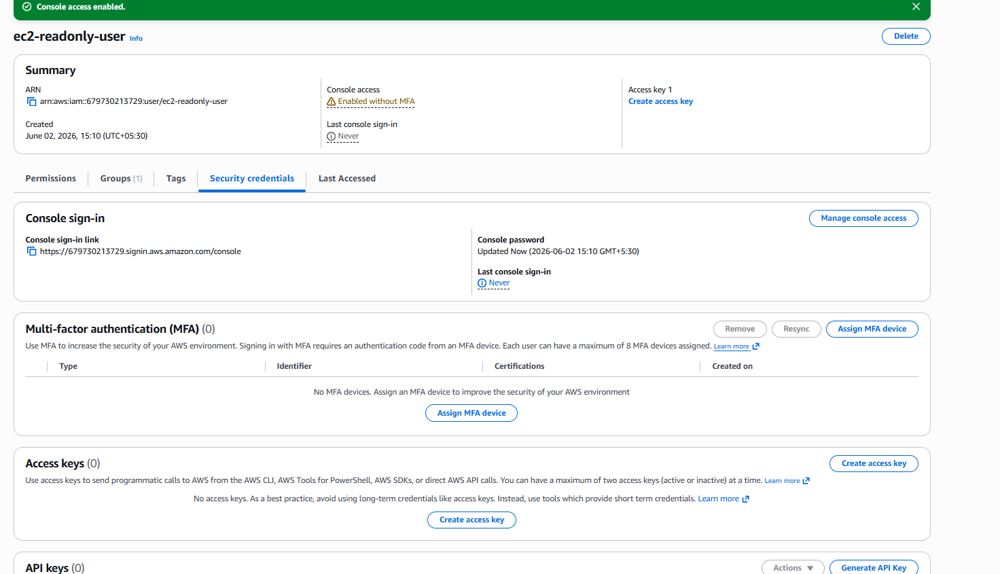 Console access enabled.
ec2-readonly-user Info
Delete
Summary
ARN
arn:aws:iam::679730213729:user/ec2-readonly-user
Created
June 02, 2026, 15:10 (UTC+05:30)
Console access
Enabled without MFA
Last console sign-in
Never
Access key 1
Create access key
Permissions
Groups (1)
Tags
Security credentials
Last Accessed
Console sign-in
Manage console access
Console sign-in link
https://679730213729.signin.aws.amazon.com/console
Console password
Updated Now (2026-06-02 15:10 GMT+5:30)
Last console sign-in
Never
Multi-factor authentication (MFA) (0)
Remove
Resync
Assign MFA device
Use MFA to increase the security of your AWS environment. Signing in with MFA requires an authentication code from an MFA device. Each user can have a maximum of 8 MFA devices assigned. Learn more
Type
Identifier
Certifications
Created on
No MFA devices. Assign an MFA device to improve the security of your AWS environment
Assign MFA device
Access keys (0)
Create access key
Use access keys to send programmatic calls to AWS from the AWS CLI, AWS Tools for PowerShell, AWS SDKs, or direct AWS API calls. You can have a maximum of two access keys (active or inactive) at a time. Learn more
No access keys. As a best practice, avoid using long-term credentials like access keys. Instead, use tools which provide short term credentials. Learn more
Create access key
API keys (0)
Actions
Generate API Key